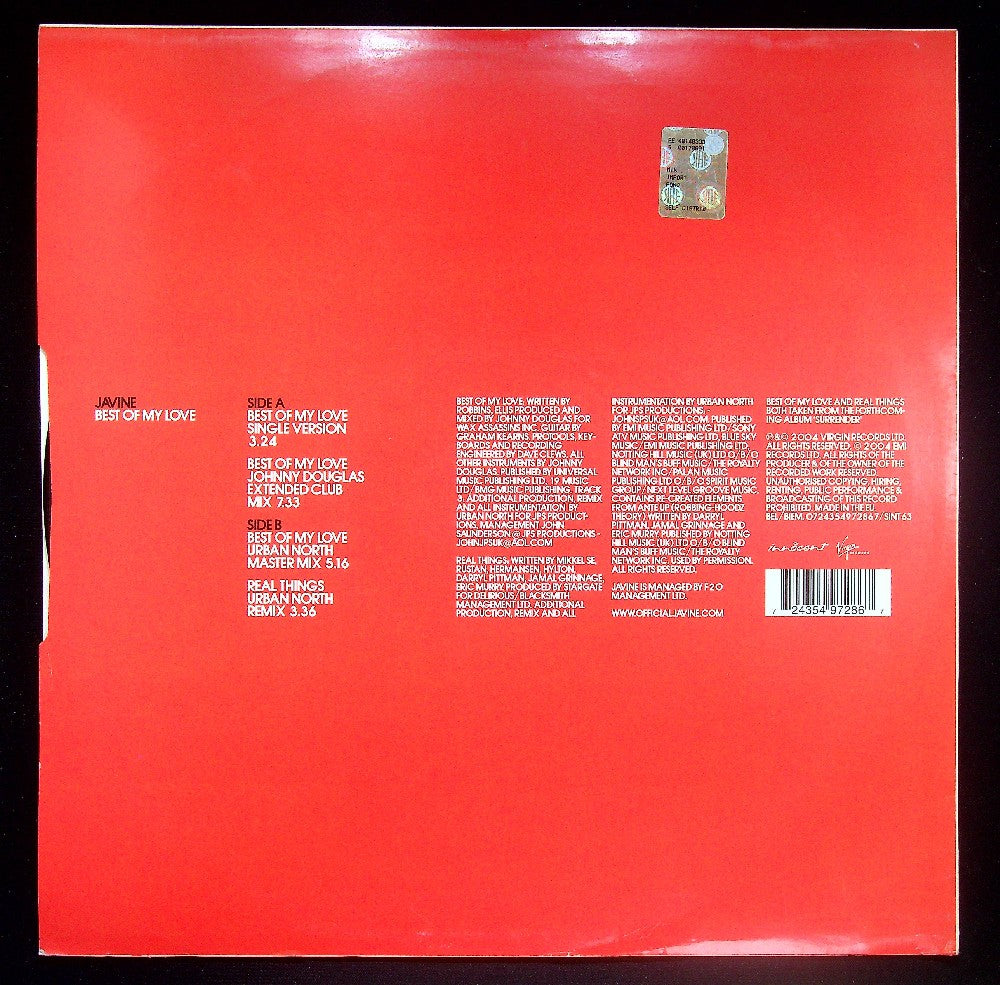 JAVINE
BEST OF MY LOVE
SIDE A
BEST OF MY LOVE
SINGLE VERSION
3.24
BEST OF MY LOVE
JOHNNY DOUGLAS
EXTENDED CLUB
MIX 7.33
SIDE B
BEST OF MY LOVE
URBAN NORTH
MASTER MIX 5.16
REAL THINGS
URBAN NORTH
REMIX 3.36
BEST OF MY LOVE, WRITTEN BY
ROBBINS, ELLIS PRODUCED AND
MIXED BY JOHNNY DOUGLAS FOR
WAX ASSASSINS INC. GUITAR BY
GRAHAM KEARNS. PROTOOLS, KEY-
BOARDS AND RECORDING
ENGINEERED BY DAVE CLEWS. ALL
OTHER INSTRUMENTS BY JOHNNY
DOUGLAS. PUBLISHED BY UNIVERSAL
MUSIC PUBLISHING LTD. 19 MUSIC
LTD/BMG MUSIC PUBLISHING. TRACK
3. ADDITIONAL PRODUCTION, REMIX
AND ALL INSTRUMENTATION BY
URBAN NORTH FOR JPS PRODUCT-
IONS. MANAGEMENT JOHN
SAUNDERSON @ JPS PRODUCTIONS -
JOHNJPSUK@AOL.COM
REAL THINGS, WRITTEN BY MIKKEL SE,
RUSTAN, HERMANSEN, HYLTON,
DARRYL PITTMAN, JAMAL GRINNAGE,
ERIC MURRY. PRODUCED BY STARGATE
FOR DELIRIOUS/BLACKSMITH
MANAGEMENT LTD. ADDITIONAL
PRODUCTION, REMIX AND ALL
INSTRUMENTATION BY URBAN NORTH
FOR JPS PRODUCTIONS -
JOHNSPSUK@AOL.COM. PUBLISHED
BY EMI MUSIC PUBLISHING LTD/SONY
ATV MUSIC PUBLISHING LTD, BLUE SKY
MUSIC/EMI MUSIC PUBLISHING LTD.
NOTTING HILL MUSIC (UK) LTD O/B/O
BLIND MAN'S BUFF MUSIC/THE ROYALTY
NETWORK INC/PALAN MUSIC
PUBLISHING LTD O/B/O SPIRIT MUSIC
GROUP/NEXT LEVEL GROOVE MUSIC.
CONTAINS RE-CREATED ELEMENTS
FROM ANTE UP (ROBBING-HOODZ
THEORY) WRITTEN BY DARRYL
PITTMAN, JAMAL GRINNAGE AND
ERIC MURRY. PUBLISHED BY NOTTING
HILL MUSIC (UK) LTD O/B/O BLIND
MAN'S BUFF MUSIC/THE ROYALTY
NETWORK INC. USED BY PERMISSION.
ALL RIGHTS RESERVED.
JAVINE IS MANAGED BY F2O
MANAGEMENT LTD.
WWW.OFFICIALJAVINE.COM
BEST OF MY LOVE AND REAL THINGS
BOTH TAKEN FROM THE FORTHCOM-
ING ALBUM 'SURRENDER'
℗&© 2004 VIRGIN RECORDS LTD.
ALL RIGHTS RESERVED. © 2004 EMI
RECORDS LTD. ALL RIGHTS OF THE
PRODUCER & OF THE OWNER OF THE
RECORDED WORK RESERVED.
UNAUTHORISED COPYING, HIRING,
RENTING, PUBLIC PERFORMANCE &
BROADCASTING OF THIS RECORD
PROHIBITED. MADE IN THE EU.
BEL/BIEM. 0724354972867/SINT63
innocent Virgin
7 24354 97286 7
SIAE